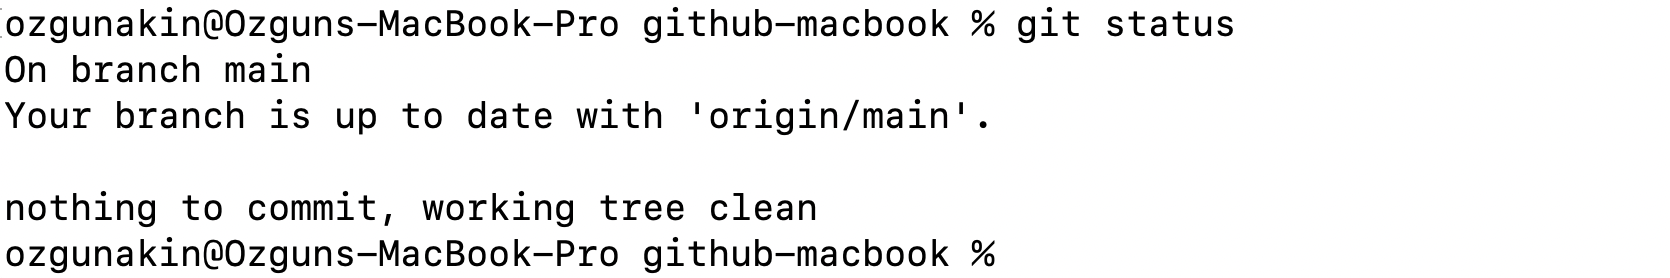 ozgunakin@Ozguns-MacBook-Pro github-macbook % git status
On branch main
Your branch is up to date with 'origin/main'.
nothing to commit, working tree clean
ozgunakin@Ozguns-MacBook-Pro github-macbook %